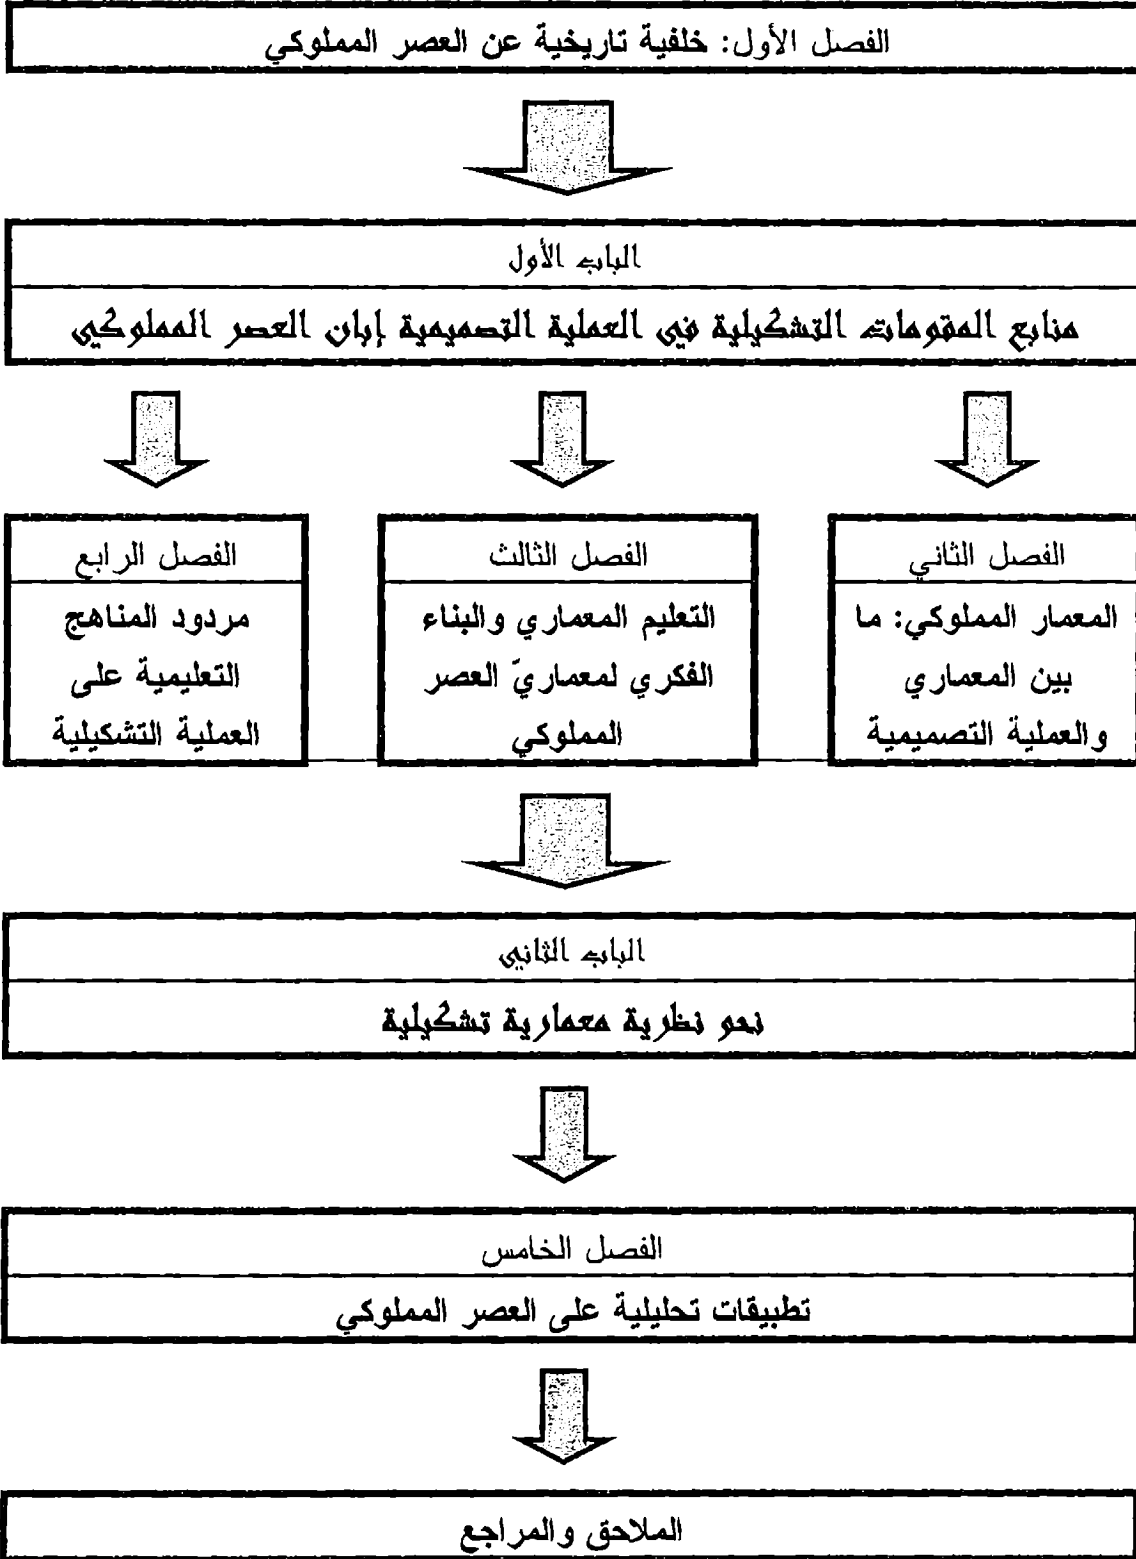 الفصل الأول: خلفية تاريخية عن العصر المملوكي
الباب الأول
منابع المقومات التشكيلية في العملية التصميمية إبان العصر المملوكي
الفصل الثاني
المعمار المملوكي: ما
بين المعماري
والعملية التصميمية
الفصل الثالث
التعليم المعماري والبناء
الفكري لمعماريّ العصر
المملوكي
الفصل الرابع
مردود المناهج
التعليمية على
العملية التشكيلية
الباب الثاني
نحو نظرية معمارية تشكيلية
الفصل الخامس
تطبيقات تحليلية على العصر المملوكي
الملاحق والمراجع